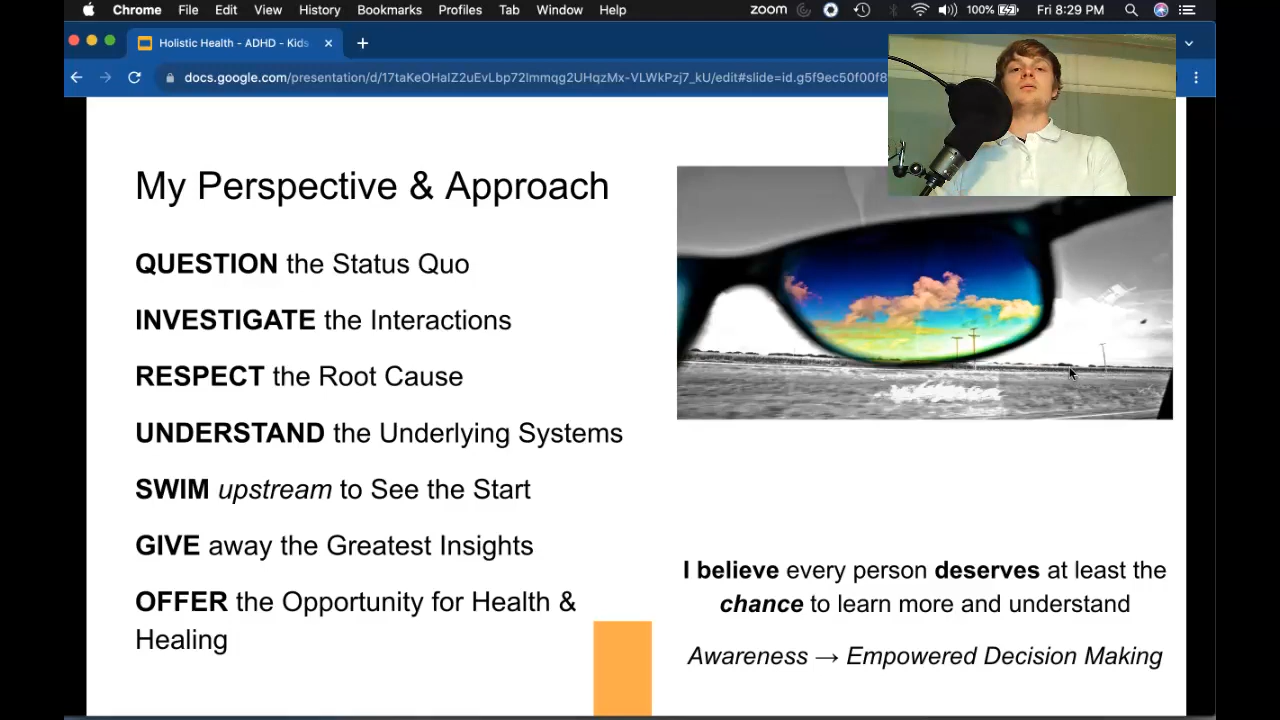 Chrome File Edit View History Bookmarks Profiles Tab Window Help zoom 100% Fri 8:29 PM
Holistic Health - ADHD - Kids
docs.google.com/presentation/d/17taKeOHaIZ2uEvLbp72lmmqg2UHqzMx-VLWkPzj7_kU/edit#slide=id.g5f9ec50f00f8
My Perspective & Approach
QUESTION the Status Quo
INVESTIGATE the Interactions
RESPECT the Root Cause
UNDERSTAND the Underlying Systems
SWIM upstream to See the Start
GIVE away the Greatest Insights
OFFER the Opportunity for Health &
Healing
I believe every person deserves at least the
chance to learn more and understand
Awareness → Empowered Decision Making